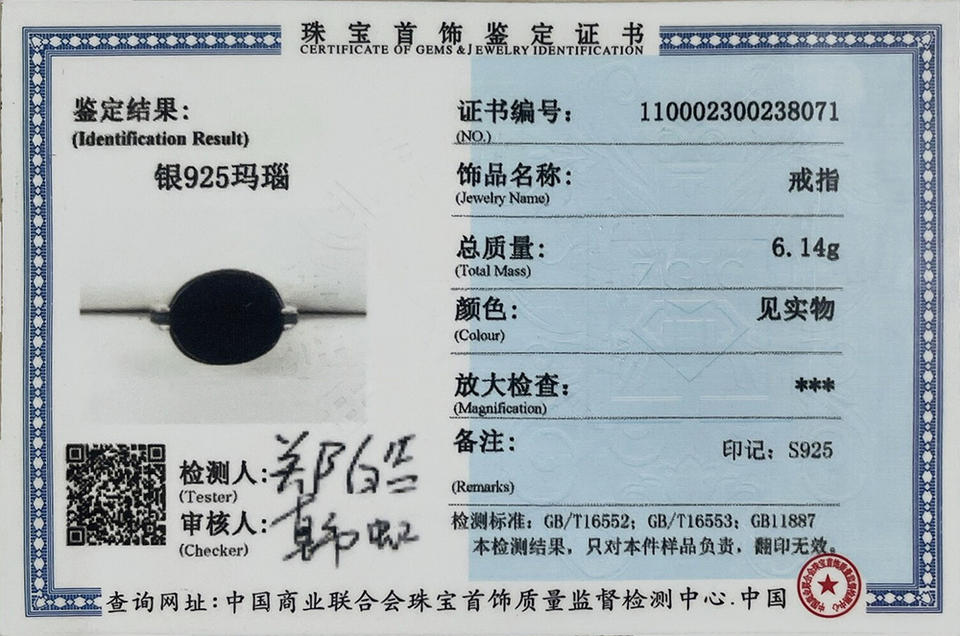 珠宝首饰鉴定证书
CERTIFICATE OF GEMS & JEWELRY IDENTIFICATION
鉴定结果:
(Identification Result)
银925玛瑙
证书编号: 110002300238071
(NO.)
饰品名称: 戒指
(Jewelry Name)
总质量: 6.14g
(Total Mass)
颜色: 见实物
(Colour)
放大检查: ***
(Magnification)
备注: 印记: S925
(Remarks)
检测人:
(Tester)
审核人:
(Checker)
检测标准: GB/T16552; GB/T16553; GB11887
本检测结果, 只对本件样品负责, 翻印无效。
查询网址:中国商业联合会珠宝首饰质量监督检测中心.中国